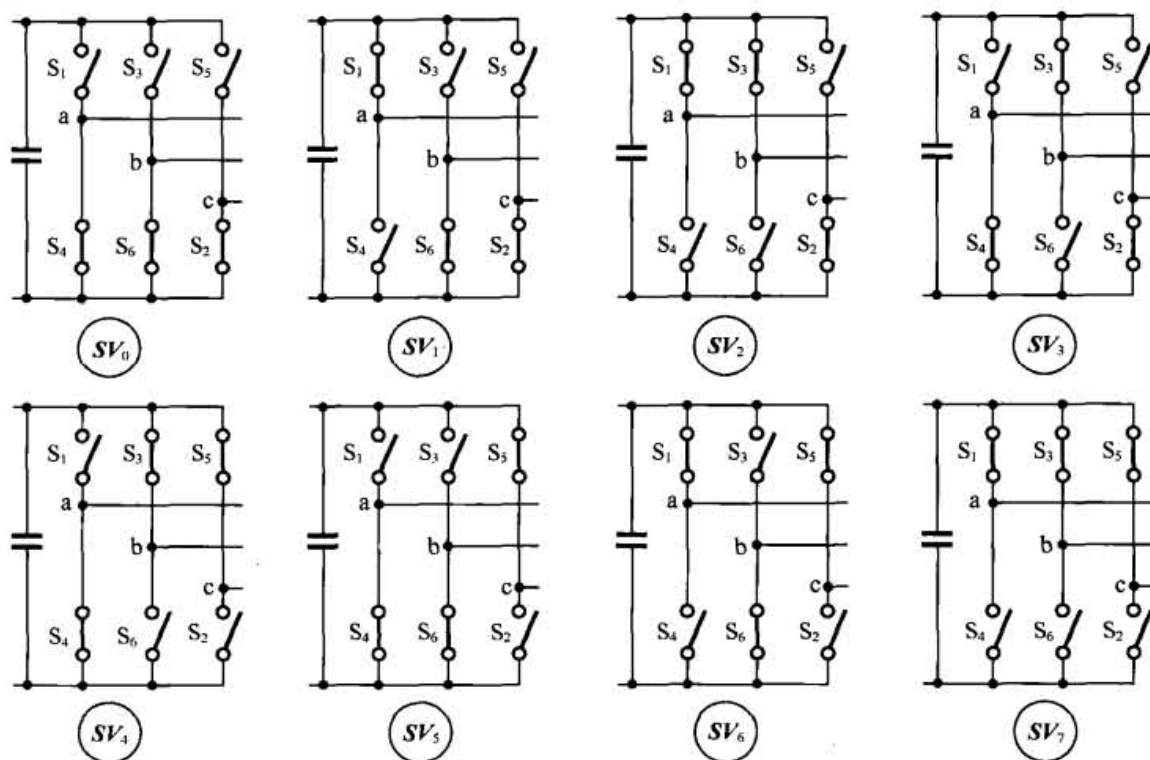 S₁ S₃ S₅ S₁ S₃ S₅ S₁ S₃ S₅ S₁ S₃ S₅
a a a a
b b b b
c c c c
S₄ S₆ S₂ S₄ S₆ S₂ S₄ S₆ S₂ S₄ S₆ S₂
SV₀ SV₁ SV₂ SV₃
S₁ S₃ S₅ S₁ S₃ S₅ S₁ S₃ S₅ S₁ S₃ S₅
a a a a
b b b b
c c c c
S₄ S₆ S₂ S₄ S₆ S₂ S₄ S₆ S₂ S₄ S₆ S₂
SV₄ SV₅ SV₆ SV₇